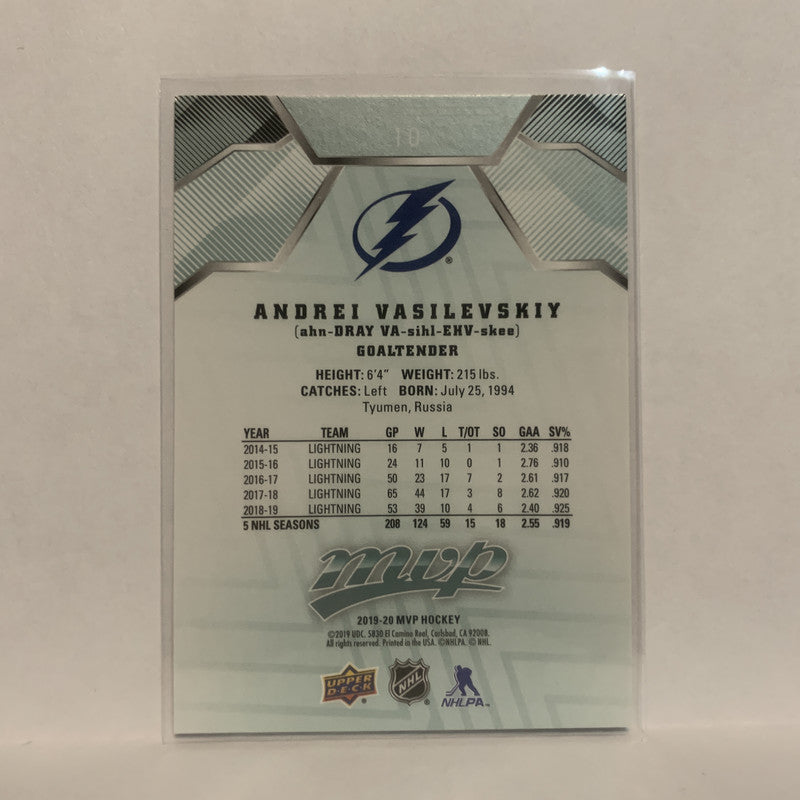 10
ANDREI VASILEVSKIY
(ahn-DRAY VA-sihl-EHV-skee)
GOALTENDER
HEIGHT: 6'4" WEIGHT: 215 lbs.
CATCHES: Left BORN: July 25, 1994
Tyumen, Russia
YEAR TEAM GP W L T/OT SO GAA SV%
2014-15 LIGHTNING 16 7 5 1 1 2.36 .918
2015-16 LIGHTNING 24 11 10 0 1 2.76 .910
2016-17 LIGHTNING 50 23 17 7 2 2.61 .917
2017-18 LIGHTNING 65 44 17 3 8 2.62 .920
2018-19 LIGHTNING 53 39 10 4 6 2.40 .925
5 NHL SEASONS 208 124 59 15 18 2.55 .919
mvp
2019-20 MVP HOCKEY
©2019 UDC. 5830 El Camino Real, Carlsbad, CA 92008.
All rights reserved. Printed in the USA. ©NHLPA. © NHL.
UPPER DECK ® NHL ® NHLPA™